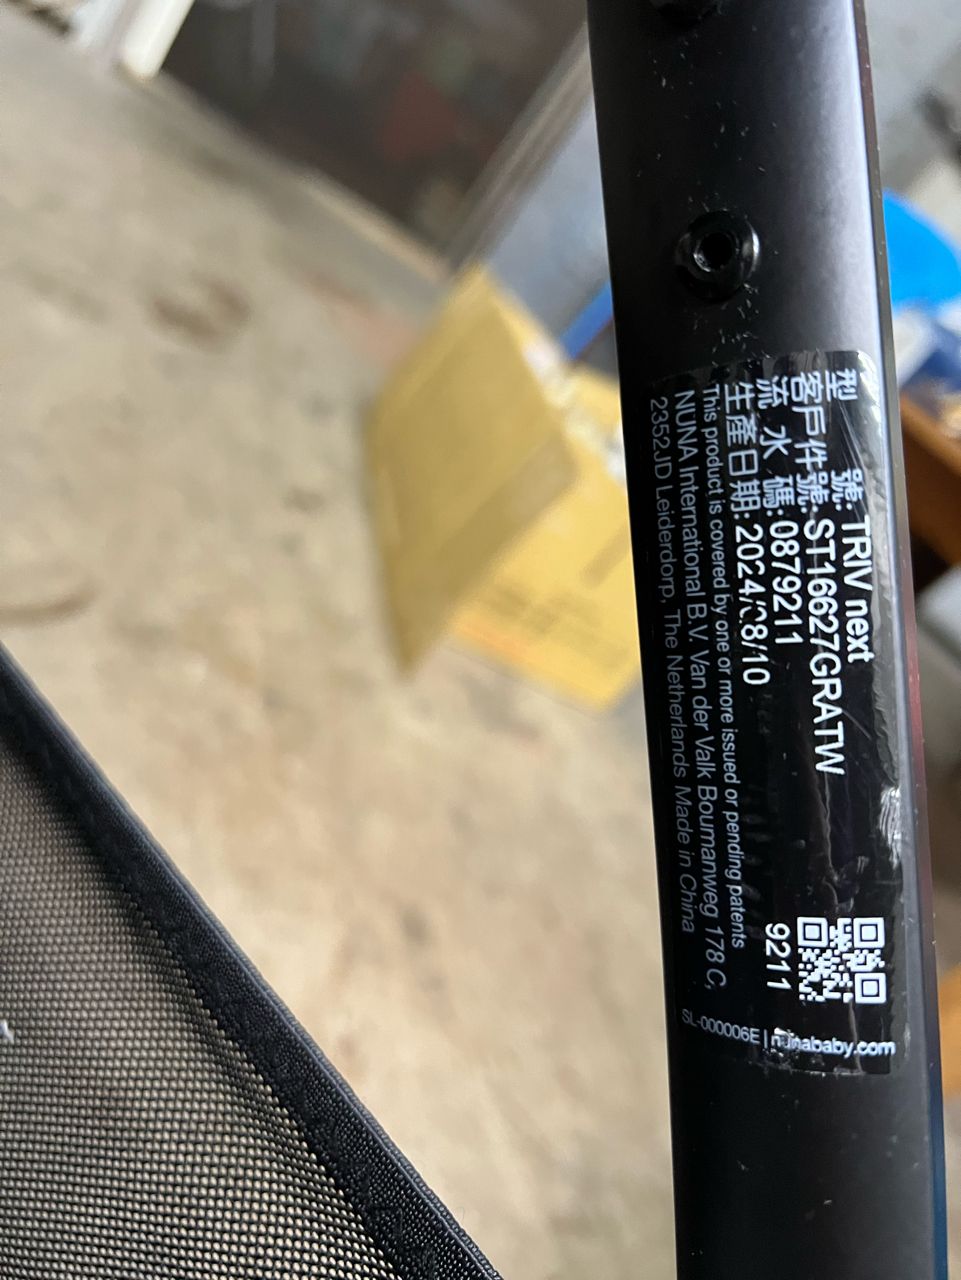 型 號: TRIV next
客戶件號: ST16627GRATW
流 水 碼: 0879211
生產日期: 2024/08/10
This product is covered by one or more issued or pending patents
NUNA International B.V. Van der Valk Boumanweg 178 C,
2352JD Leiderdorp, The Netherlands Made in China
9211
SL-000006E | nunababy.com